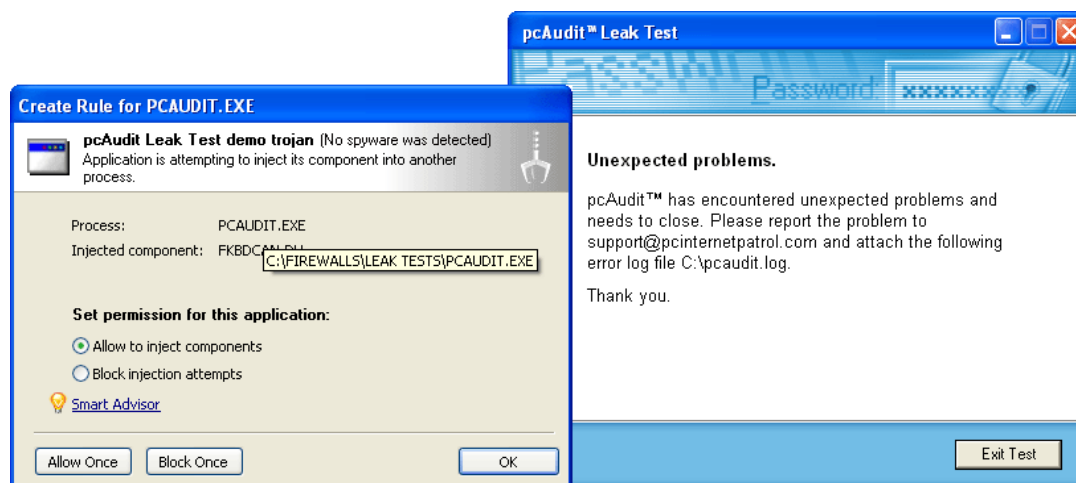 Create Rule for PCAUDIT.EXE
pcAudit Leak Test demo trojan (No spyware was detected)
Application is attempting to inject its component into another
process.
Process: PCAUDIT.EXE
Injected component:
C:\FIREWALLS\LEAK TESTS\PCAUDIT.EXE
Set permission for this application:
Allow to inject components
Block injection attempts
Smart Advisor
Allow Once
Block Once
OK
pcAudit™ Leak Test
Password: xxxxxx
Unexpected problems.
pcAudit™ has encountered unexpected problems and
needs to close. Please report the problem to
support@pcinternetpatrol.com and attach the following
error log file C:\pcaudit.log.
Thank you.
Exit Test